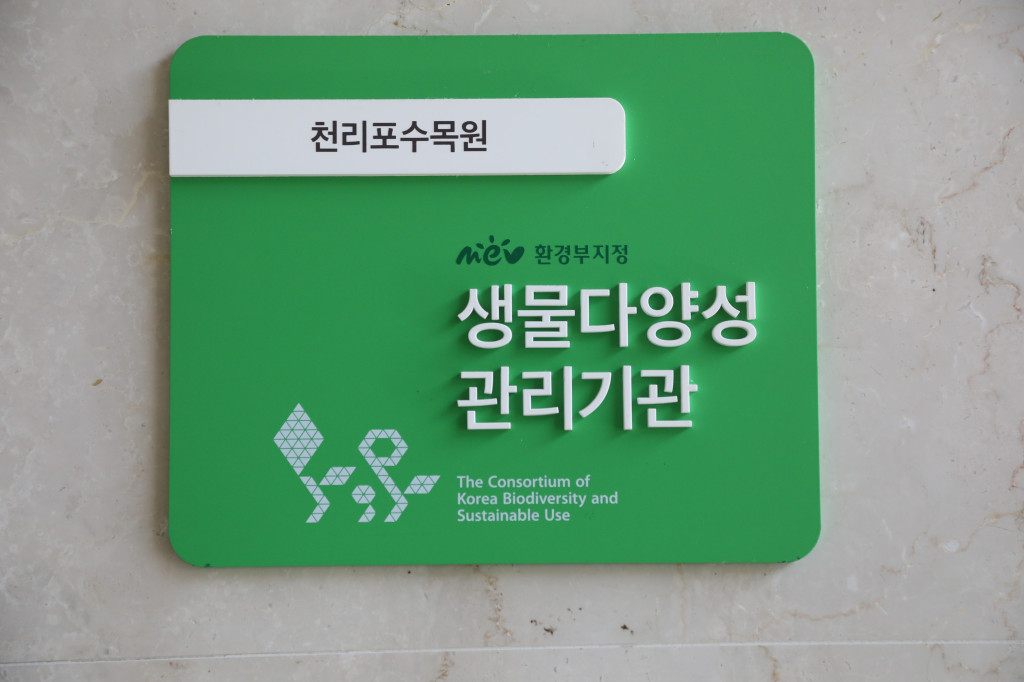 천리포수목원
mev 환경부지정
생물다양성
관리기관
The Consortium of
Korea Biodiversity and
Sustainable Use